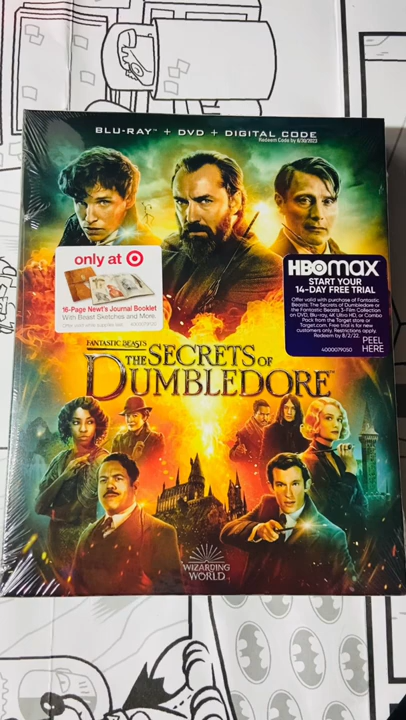 BLU-RAY™ + DVD + DIGITAL CODE
Redeem Code by 8/30/2023
only at
16-Page Newt's Journal Booklet
With Beast Sketches and More.
HBOMAX
START YOUR
14-DAY FREE TRIAL
Offer valid with purchase of Fantastic
Beasts: The Secrets of Dumbledore or
the Fantastic Beasts 3-Film Collection
on DVD, Blu-ray, 4K Ultra HD, or Combo
Pack from the Target store or
Target.com. Free trial is for new
customers only. Restrictions apply.
Redeem by 8/2/22.
PEEL
HERE
4000079050
FANTASTIC BEASTS
THE SECRETS OF
DUMBLEDORE
WIZARDING
WORLD